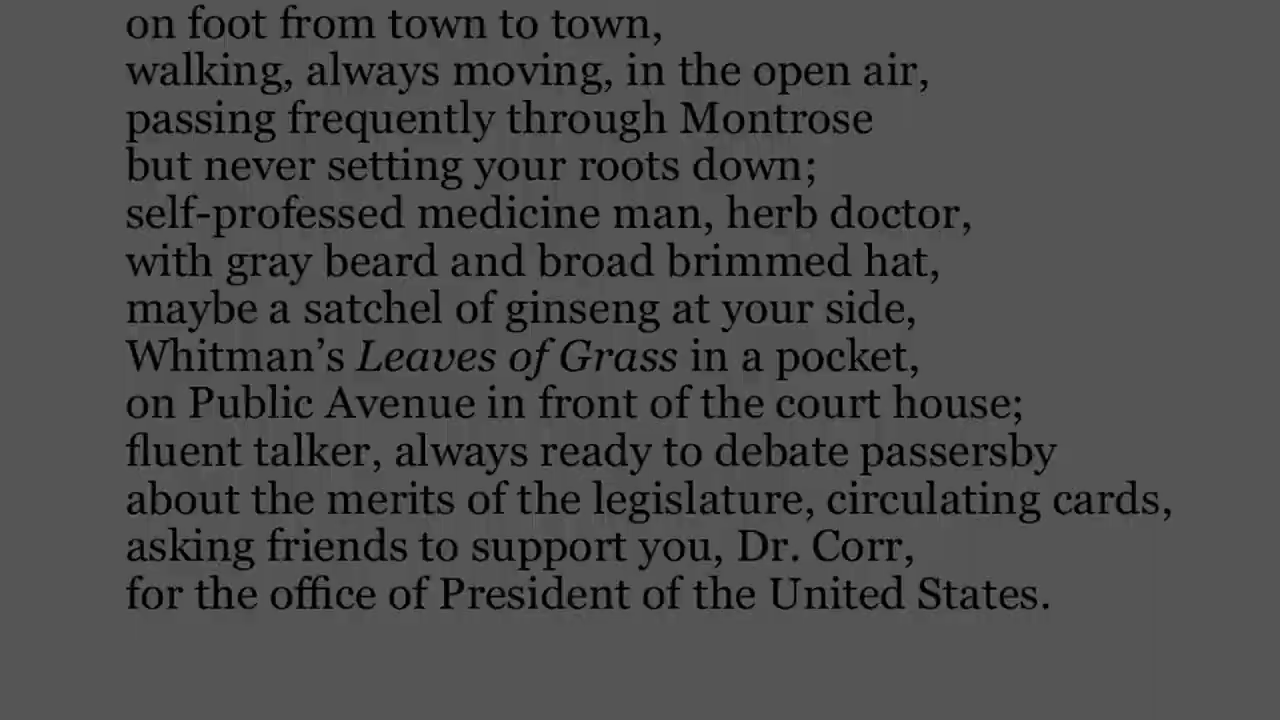 on foot from town to town,
walking, always moving, in the open air,
passing frequently through Montrose
but never setting your roots down;
self-professed medicine man, herb doctor,
with gray beard and broad brimmed hat,
maybe a satchel of ginseng at your side,
Whitman’s Leaves of Grass in a pocket,
on Public Avenue in front of the court house;
fluent talker, always ready to debate passersby
about the merits of the legislature, circulating cards,
asking friends to support you, Dr. Corr,
for the office of President of the United States.